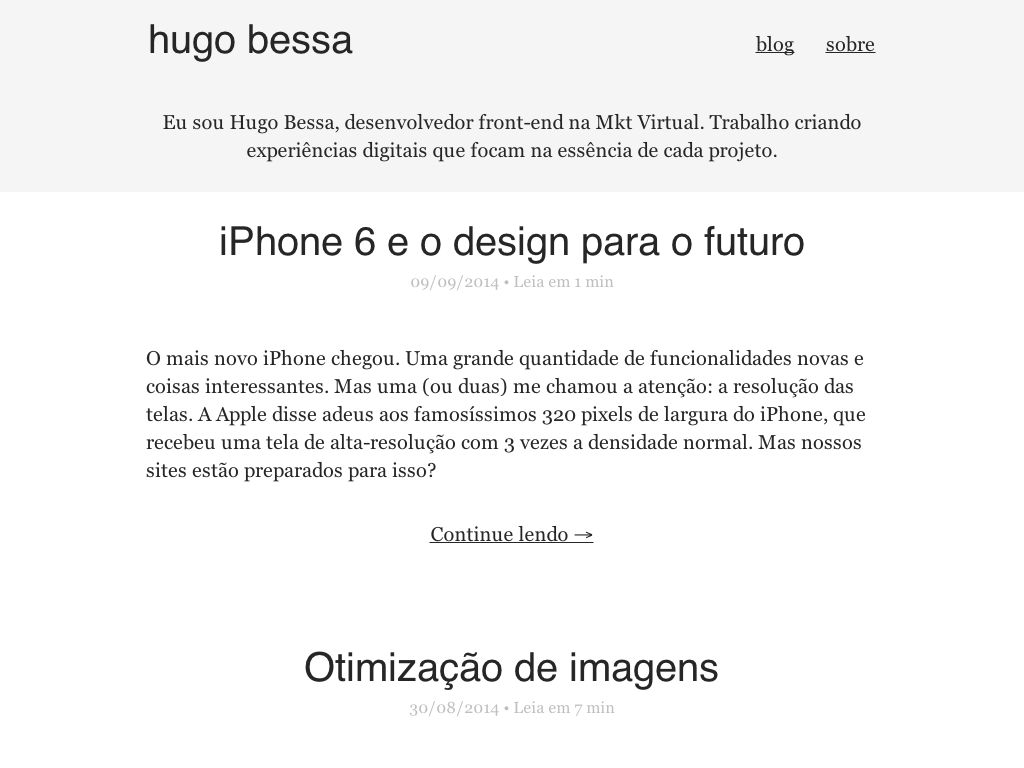 hugo bessa
blog
sobre
Eu sou Hugo Bessa, desenvolvedor front-end na Mkt Virtual. Trabalho criando
experiências digitais que focam na essência de cada projeto.
iPhone 6 e o design para o futuro
09/09/2014 • Leia em 1 min
O mais novo iPhone chegou. Uma grande quantidade de funcionalidades novas e
coisas interessantes. Mas uma (ou duas) me chamou a atenção: a resolução das
telas. A Apple disse adeus aos famosíssimos 320 pixels de largura do iPhone, que
recebeu uma tela de alta-resolução com 3 vezes a densidade normal. Mas nossos
sites estão preparados para isso?
Continue lendo →
Otimização de imagens
30/08/2014 • Leia em 7 min